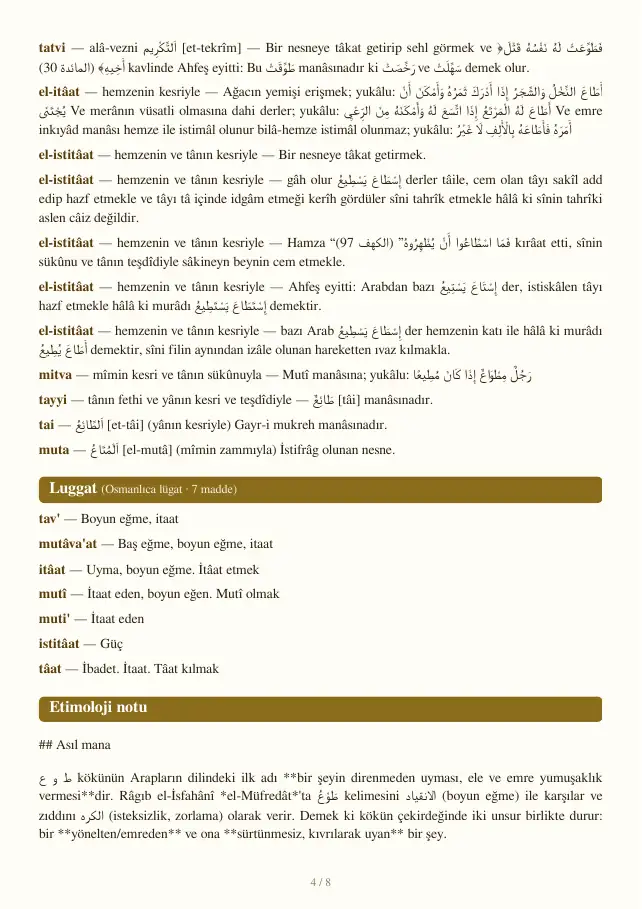 tatvi — alâ-vezni اَلتَّكْرِيم [et-tekrîm] — Bir nesneye tâkat getirip sehl görmek ve ﴿فَطَوَّعَتْ لَهُ نَفْسُهُ قَتْلَ
أَخِيهِ﴾ (المائدة 30) kavlinde Ahfeş eyitti: Bu طَوَّقَتْ manâsınadır ki رَخَّصَتْ ve سَهَّلَتْ demek olur.
el-itâat — hemzenin kesriyle — Ağacın yemişi erişmek; yukâlu: أَطَاعَ النَّخْلُ وَالشَّجَرُ إِذَا أَدْرَكَ ثَمَرُهُ وَأَمْكَنَ أَنْ
يُجْتَنَى Ve merânın vüsatli olmasına dahi derler; yukâlu: أَطَاعَ لَهُ الْمَرْتَعُ إِذَا اتَّسَعَ لَهُ وَأَمْكَنَهُ مِنَ الرَّعْيِ Ve emre
inkıyâd manâsı hemze ile istimâl olunur bilâ-hemze istimâl olunmaz; yukâlu: أَمَرَهُ فَأَطَاعَهُ بِالْأَلِفِ لَا غَيْرُ
el-istitâat — hemzenin ve tânın kesriyle — Bir nesneye tâkat getirmek.
el-istitâat — hemzenin ve tânın kesriyle — gâh olur إِسْطَاعَ يَسْطِيعُ derler tâile, cem olan tâyı sakîl add
edip hazf etmekle ve tâyı tâ içinde idgâm etmeği kerîh gördüler sîni tahrîk etmekle hâlâ ki sînin tahrîki
aslen câiz değildir.
el-istitâat — hemzenin ve tânın kesriyle — Hamza “فَمَا اسْطَّاعُوا أَنْ يُظْهِرُوهُ” (الكهف 97) kırâat etti, sînin
sükûnu ve tânın teşdîdiyle sâkineyn beynin cem etmekle.
el-istitâat — hemzenin ve tânın kesriyle — Ahfeş eyitti: Arabdan bazı إِسْتَاعَ يَسْتِيعُ der, istiskâlen tâyı
hazf etmekle hâlâ ki murâdı إِسْتَطَاعَ يَسْتَطِيعُ demektir.
el-istitâat — hemzenin ve tânın kesriyle — bazı Arab إِسْطَاعَ يَسْطِيعُ der hemzenin katı ile hâlâ ki murâdı
أَطَاعَ يُطِيعُ demektir, sîni filin aynından izâle olunan hareketten ıvaz kılmakla.
mitva — mîmin kesri ve tânın sükûnuyla — Mutî manâsına; yukâlu: رَجُلٌ مِطْوَاعٌ إِذَا كَانَ مُطِيعًا
tayyi — tânın fethi ve yânın kesri ve teşdîdiyle — طَائِعٌ [tâi] manâsınadır.
tai — اَلطَّائِعُ [et-tâi] (yânın kesriyle) Gayr-i mukreh manâsınadır.
muta — اَلْمُتَاعُ [el-mutâ] (mîmin zammıyla) İstifrâg olunan nesne.
Luggat (Osmanlıca lügat · 7 madde)
tav' — Boyun eğme, itaat
mutâva'at — Baş eğme, boyun eğme, itaat
itâat — Uyma, boyun eğme. İtâat etmek
mutî — İtaat eden, boyun eğen. Mutî olmak
muti' — İtaat eden
istitâat — Güç
tâat — İbadet. İtaat. Tâat kılmak
Etimoloji notu
## Asıl mana
ط و ع kökünün Arapların dilindeki ilk adı **bir şeyin direnmeden uyması, ele ve emre yumuşaklık
vermesi**dir. Râgıb el-İsfahânî *el-Müfredât*'ta طَوْعٌ kelimesini الانقياد (boyun eğme) ile karşılar ve
zıddını الكره (isteksizlik, zorlama) olarak verir. Demek ki kökün çekirdeğinde iki unsur birlikte durur:
bir **yönelten/emreden** ve ona **sürtünmesiz, kıvrılarak uyan** bir şey.
4 / 8